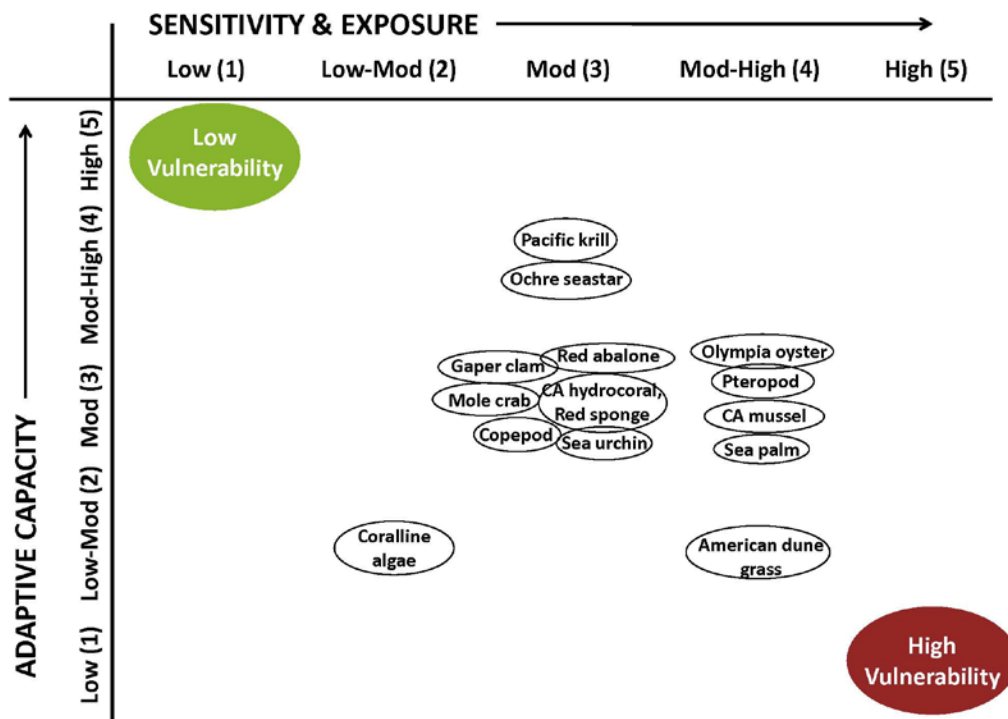 SENSITIVITY & EXPOSURE
Low (1) Low-Mod (2) Mod (3) Mod-High (4) High (5)
ADAPTIVE CAPACITY
High (5)
Mod-High (4)
Mod (3)
Low-Mod (2)
Low (1)
Low
Vulnerability
Pacific krill
Ochre seastar
Gaper clam
Red abalone
Mole crab
CA hydrocoral,
Red sponge
Copepod
Sea urchin
Olympia oyster
Pteropod
CA mussel
Sea palm
Coralline
algae
American dune
grass
High
Vulnerability